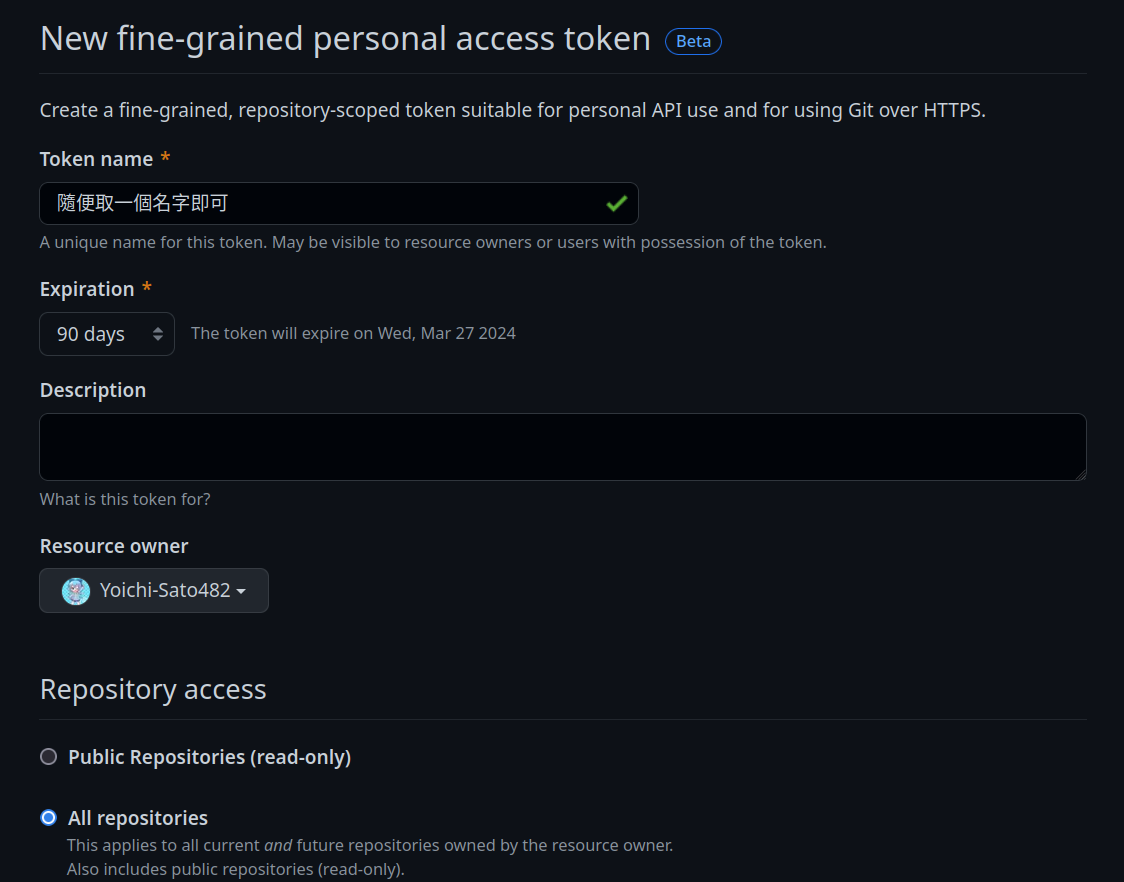 New fine-grained personal access token Beta
Create a fine-grained, repository-scoped token suitable for personal API use and for using Git over HTTPS.
Token name *
隨便取一個名字即可
A unique name for this token. May be visible to resource owners or users with possession of the token.
Expiration *
90 days The token will expire on Wed, Mar 27 2024
Description
What is this token for?
Resource owner
Yoichi-Sato482
Repository access
Public Repositories (read-only)
All repositories
This applies to all current and future repositories owned by the resource owner.
Also includes public repositories (read-only).